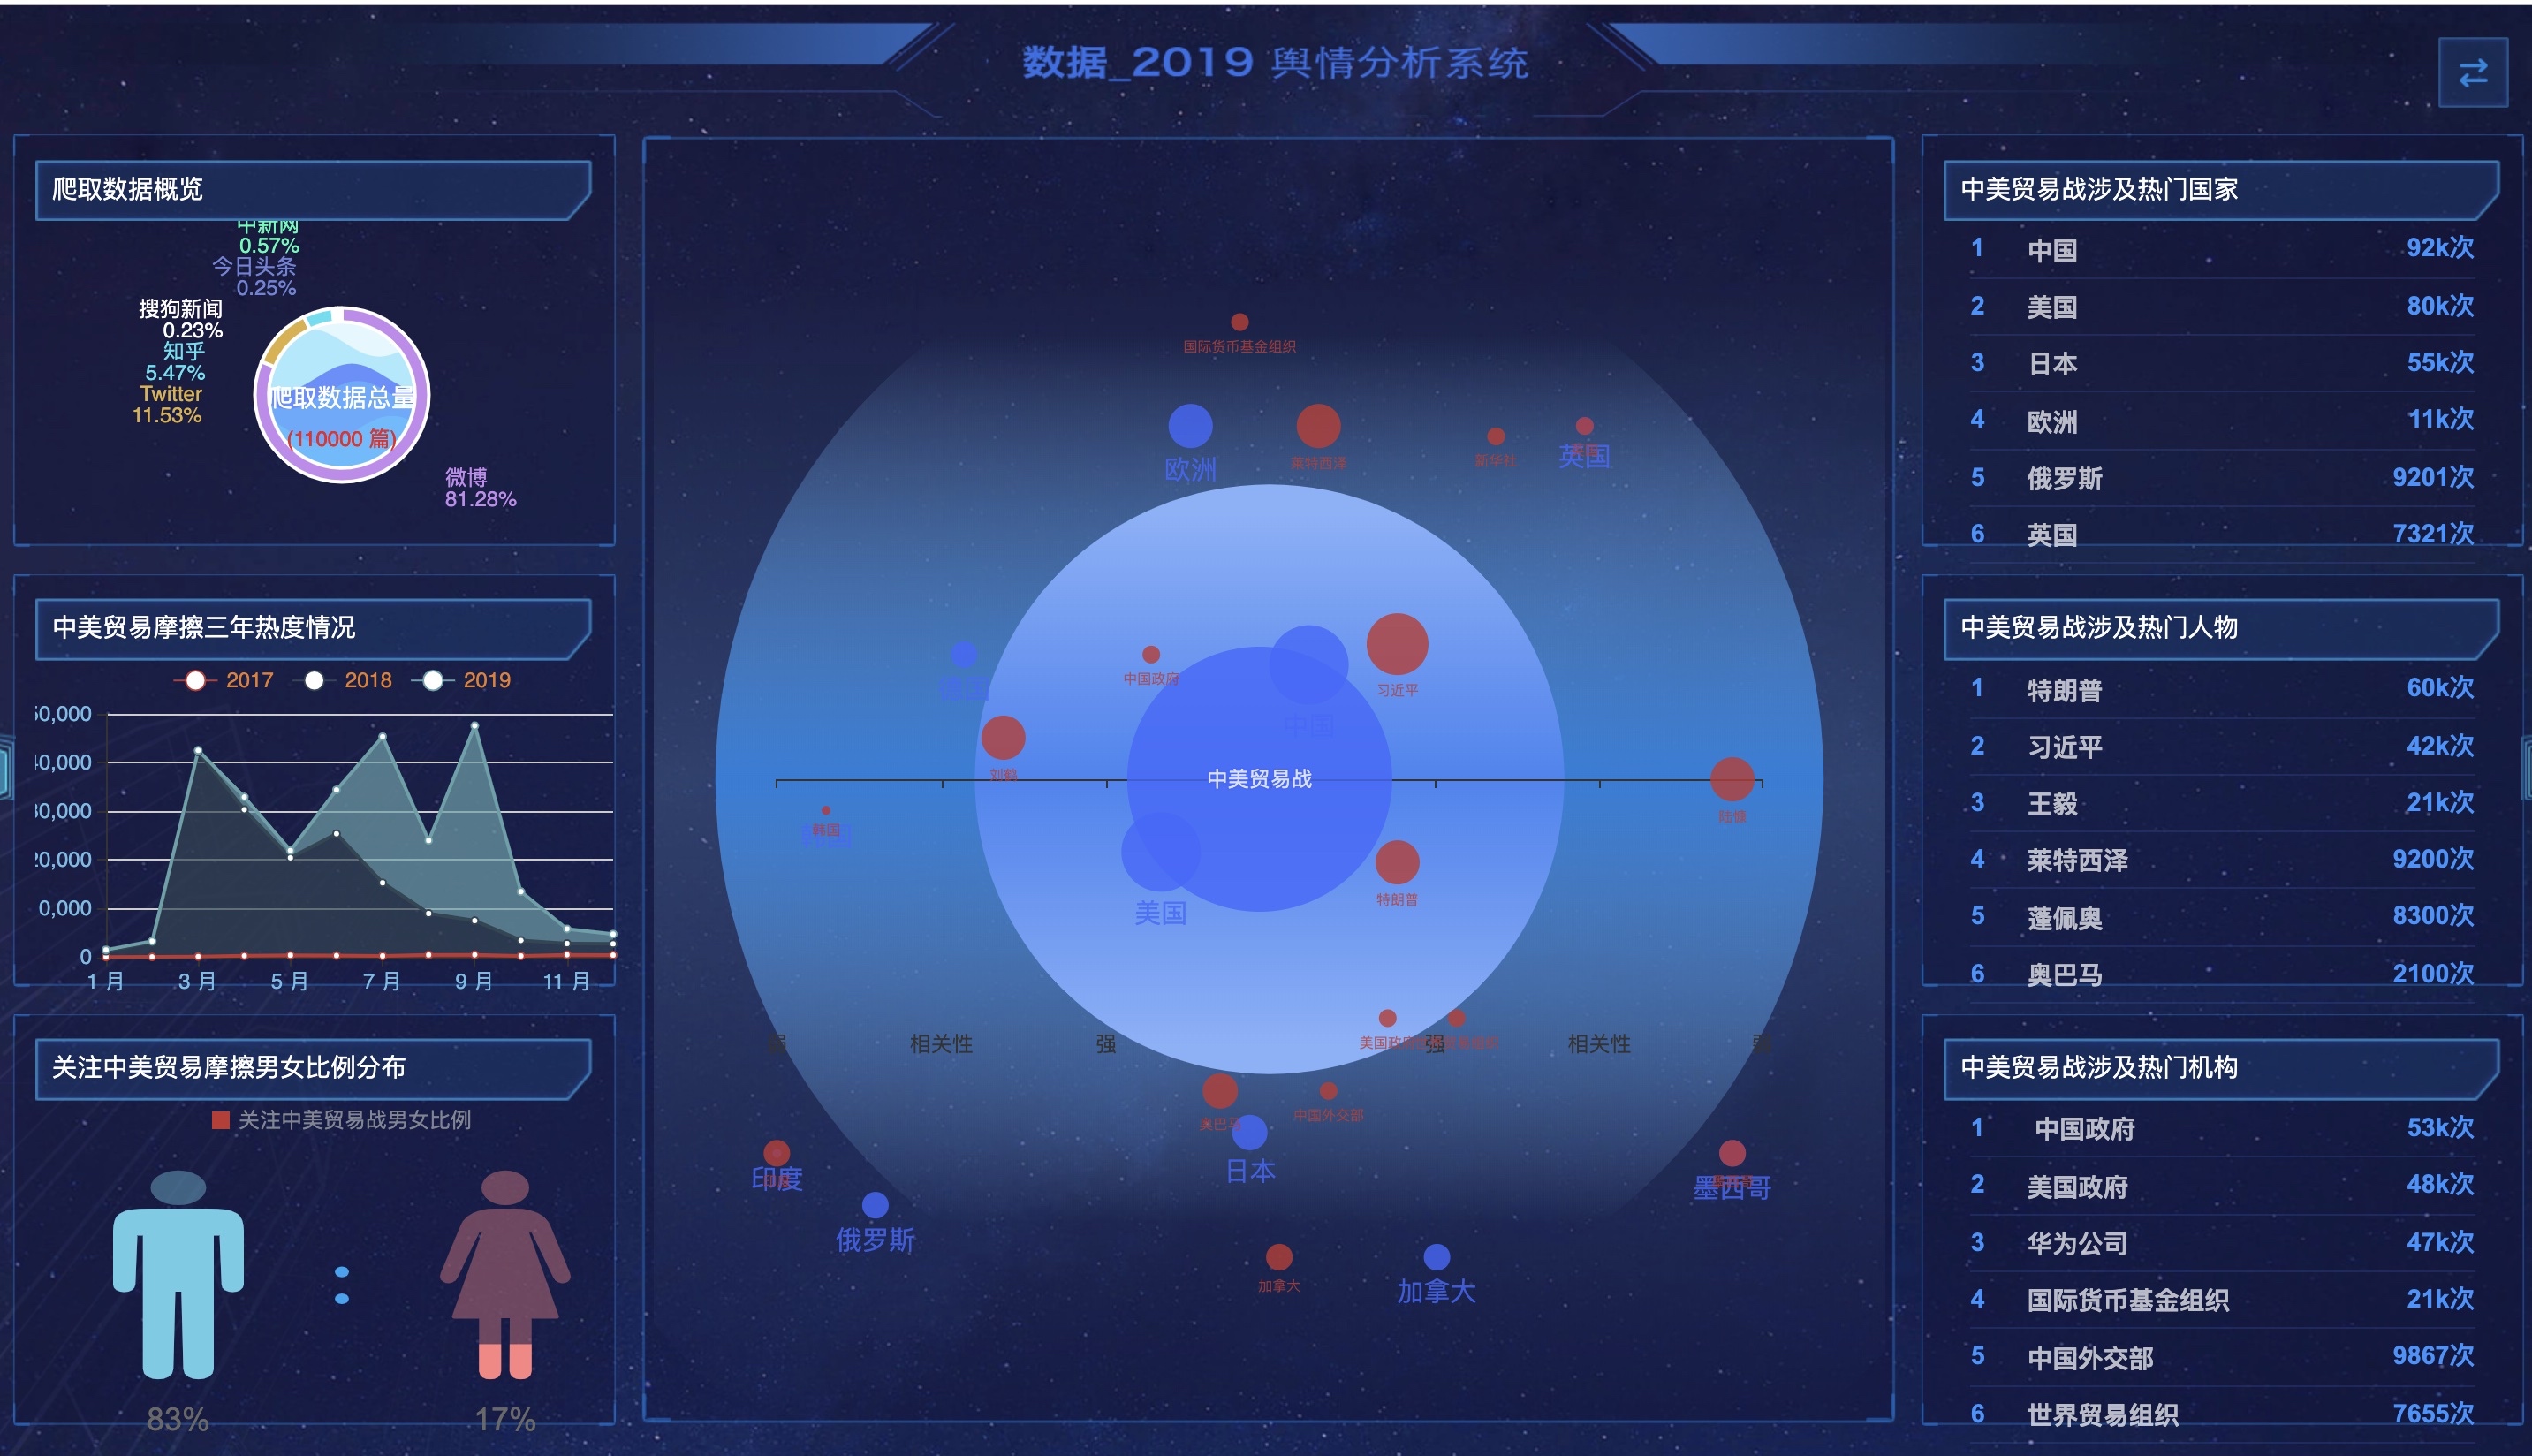 数据_2019 舆情分析系统
爬取数据概览
中新网
0.57%
今日头条
0.25%
搜狗新闻
0.23%
知乎
5.47%
Twitter
11.53%
爬取数据总量
(110000 篇)
微博
81.28%
中美贸易摩擦三年热度情况
2017 2018 2019
50,000
40,000
30,000
20,000
0,000
0
1 月 3 月 5 月 7 月 9 月 11 月
关注中美贸易摩擦男女比例分布
关注中美贸易战男女比例
83% 17%
国际货币基金组织
欧洲
莱特西泽
新华社
英国
中国政府
习近平
中国
刘鹤
中美贸易战
陆慷
韩国
美国
特朗普
相关性 强 强 相关性
美国政府
奥巴马
中国外交部
日本
印度
墨西哥
俄罗斯
加拿大
加拿大
中美贸易战涉及热门国家
1 中国 92k次
2 美国 80k次
3 日本 55k次
4 欧洲 11k次
5 俄罗斯 9201次
6 英国 7321次
中美贸易战涉及热门人物
1 特朗普 60k次
2 习近平 42k次
3 王毅 21k次
4 莱特西泽 9200次
5 蓬佩奥 8300次
6 奥巴马 2100次
中美贸易战涉及热门机构
1 中国政府 53k次
2 美国政府 48k次
3 华为公司 47k次
4 国际货币基金组织 21k次
5 中国外交部 9867次
6 世界贸易组织 7655次